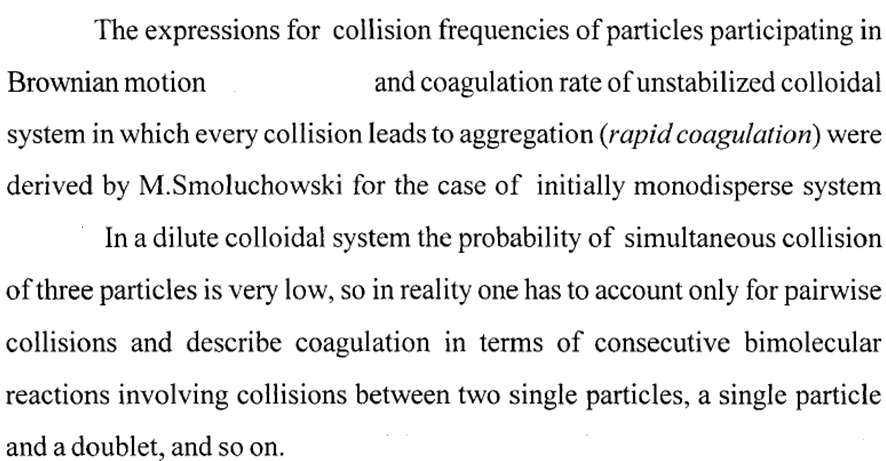 The expressions for collision frequencies of particles participating in
Brownian motion and coagulation rate of unstabilized colloidal
system in which every collision leads to aggregation (rapid coagulation) were
derived by M.Smoluchowski for the case of initially monodisperse system
In a dilute colloidal system the probability of simultaneous collision
of three particles is very low, so in reality one has to account only for pairwise
collisions and describe coagulation in terms of consecutive bimolecular
reactions involving collisions between two single particles, a single particle
and a doublet, and so on.